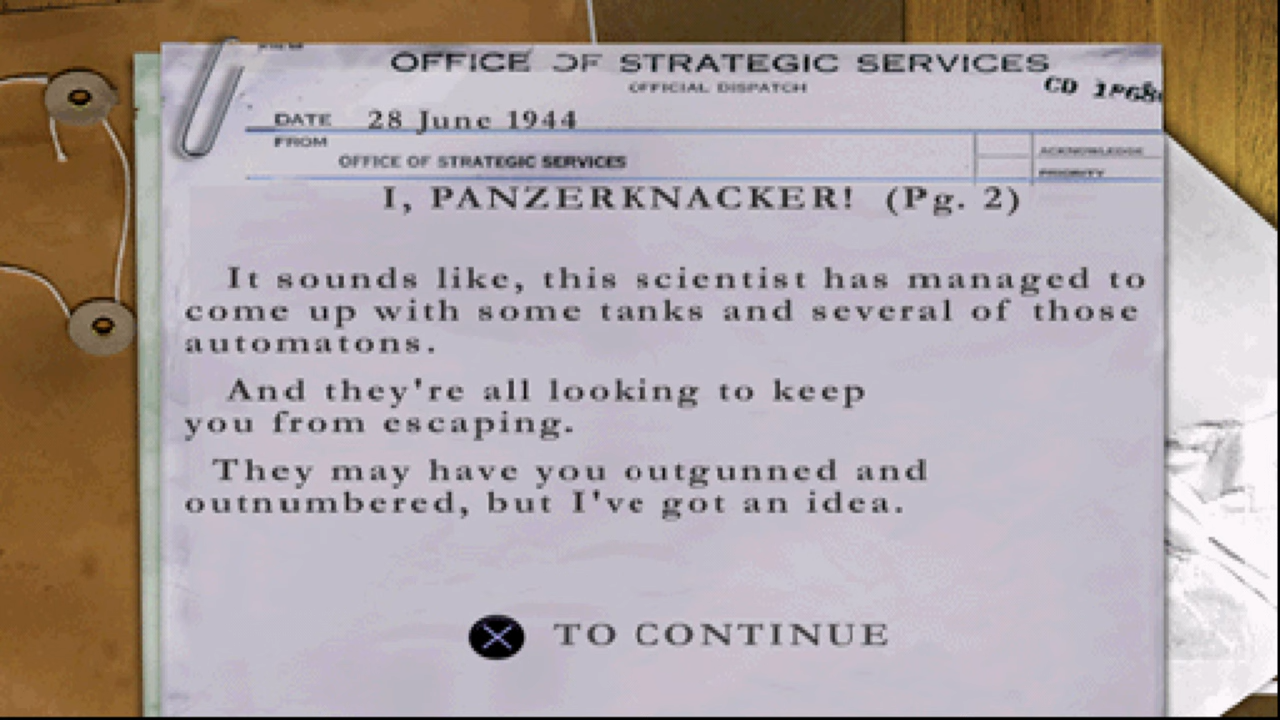 OFFICE OF STRATEGIC SERVICES
OFFICIAL DISPATCH
DATE 28 June 1944
FROM
OFFICE OF STRATEGIC SERVICES
ACKNOWLEDGE
PRIORITY
I, PANZERKNACKER! (Pg. 2)
It sounds like, this scientist has managed to
come up with some tanks and several of those
automatons.
And they're all looking to keep
you from escaping.
They may have you outgunned and
outnumbered, but I've got an idea.
TO CONTINUE